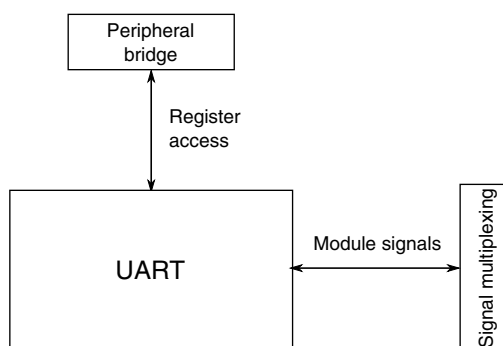 Peripheral
bridge
Register
access
UART
Module signals
Signal multiplexing